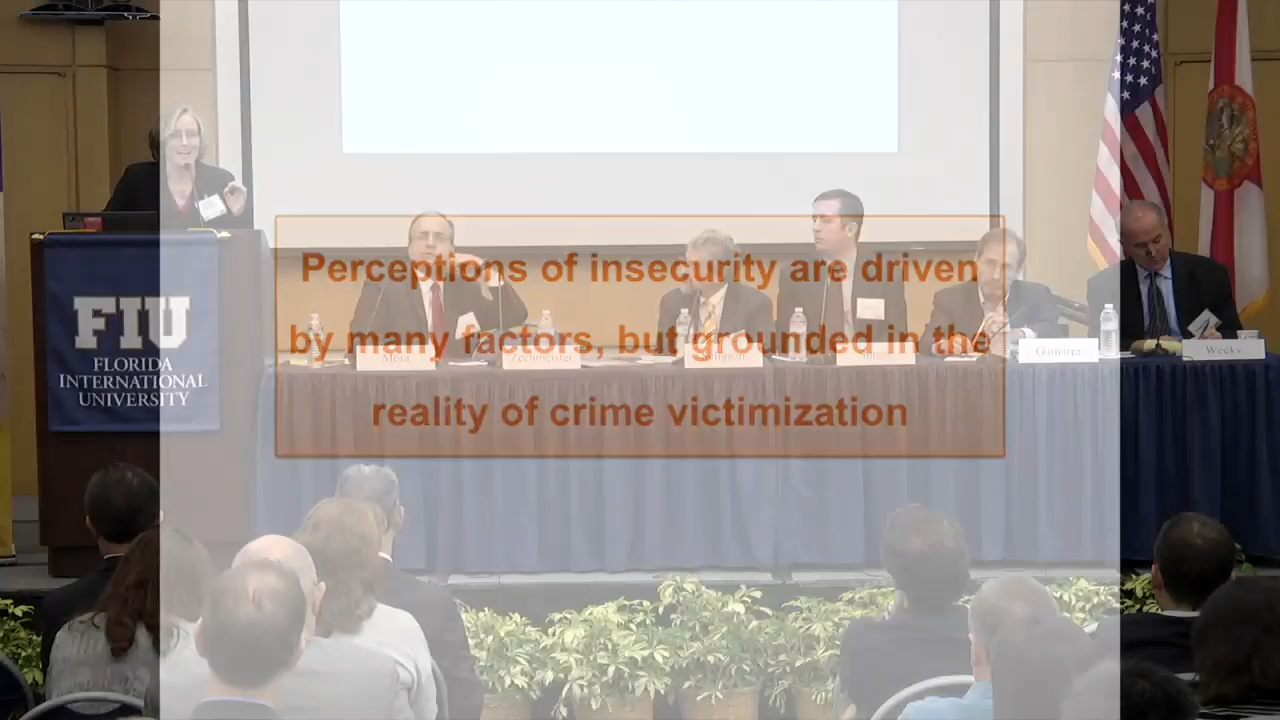 Perceptions of insecurity are driven
by many factors, but grounded in the
reality of crime victimization
FIU
FLORIDA
INTERNATIONAL
UNIVERSITY
Mora
Zechmeister
Gamarra
Weeks